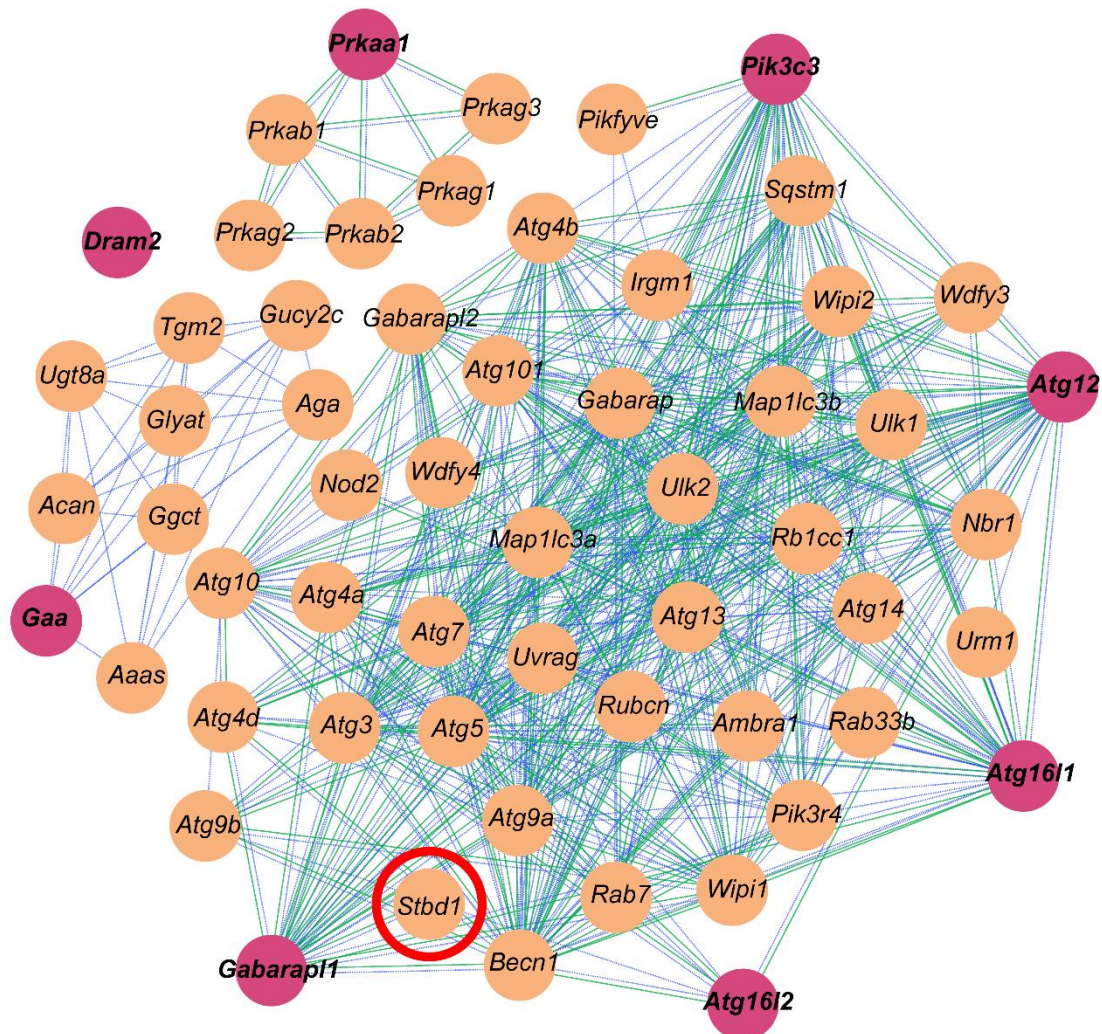 Prkaa1
Pik3c3
Prkag3
Pikfyve
Prkab1
Prkag1
Sqstm1
Prkag2
Prkab2
Atg4b
Dram2
Irgm1
Wipi2
Wdfy3
Gucy2c
Gabarapl2
Tgm2
Ugt8a
Atg101
Atg12
Aga
Gabarap
Map1lc3b
Glyat
Ulk1
Nod2
Wdfy4
Ulk2
Acan
Ggct
Nbr1
Map1lc3a
Rb1cc1
Atg10
Atg4a
Atg14
Gaa
Atg7
Atg13
Uvrag
Urm1
Aaas
Rubcn
Atg4d
Atg3
Atg5
Ambra1
Rab33b
Atg16l1
Atg9b
Atg9a
Pik3r4
Stbd1
Rab7
Wipi1
Gabarapl1
Becn1
Atg16l2